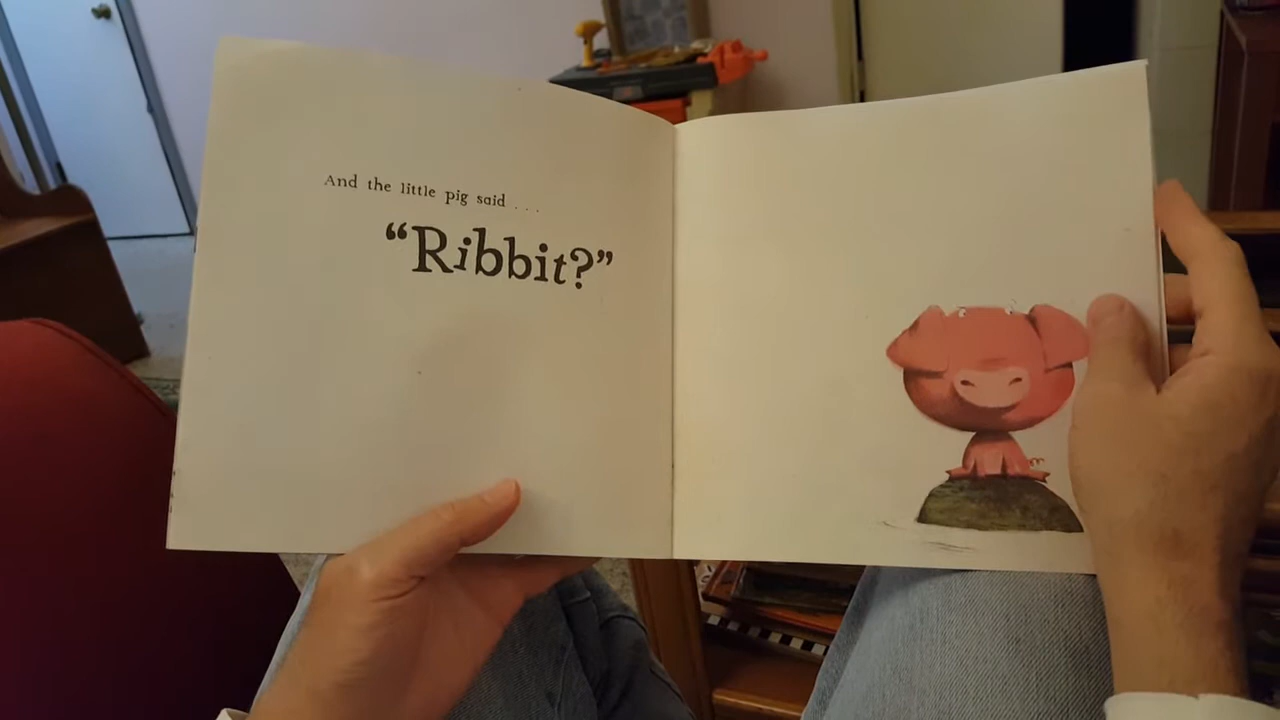 And the little pig said . . .
“Ribbit?”